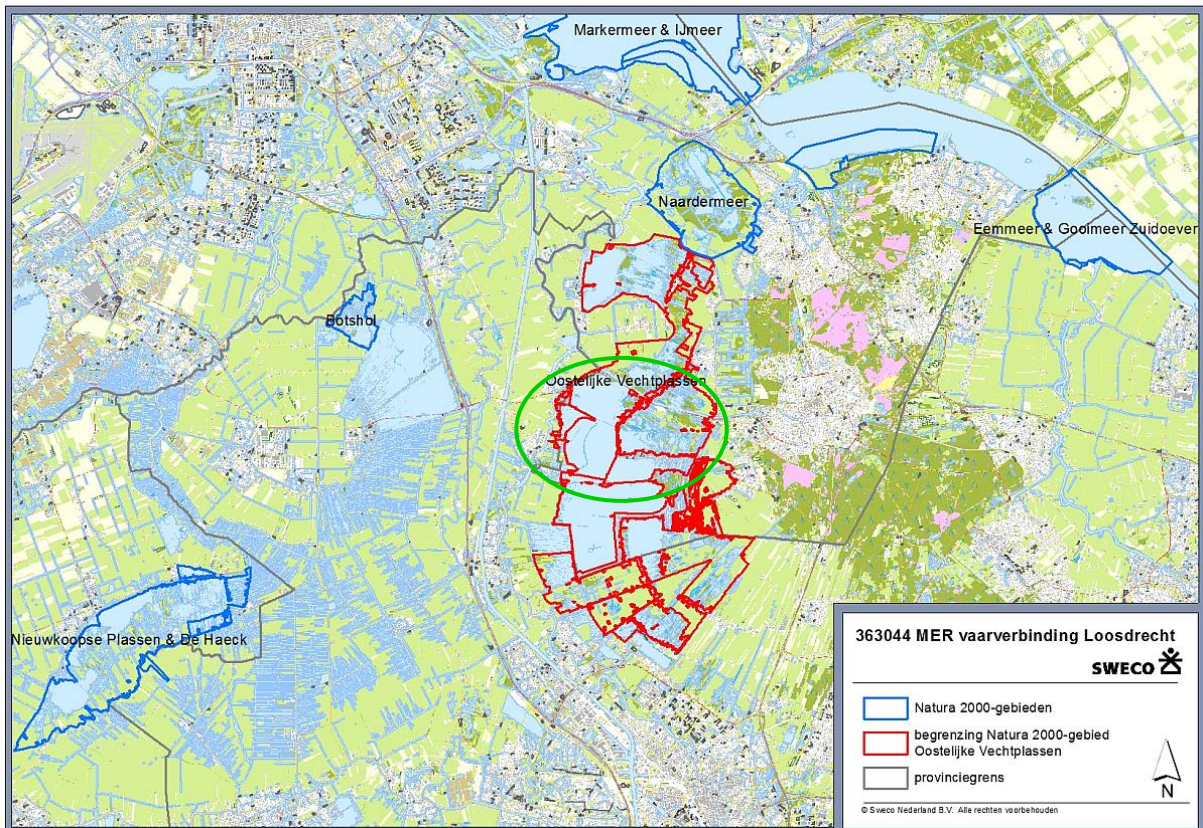 Markermeer & IJmeer
Naardermeer
Eemmeer & Gooimeer Zuidoever
Botshol
Oostelijke Vechtplassen
Nieuwkoopse Plassen & De Haeck
363044 MER vaarverbinding Loosdrecht
SWECO
Natura 2000-gebieden
begrenzing Natura 2000-gebied
Oostelijke Vechtplassen
provinciegrens
N
© Sweco Nederland B.V. Alle rechten voorbehouden